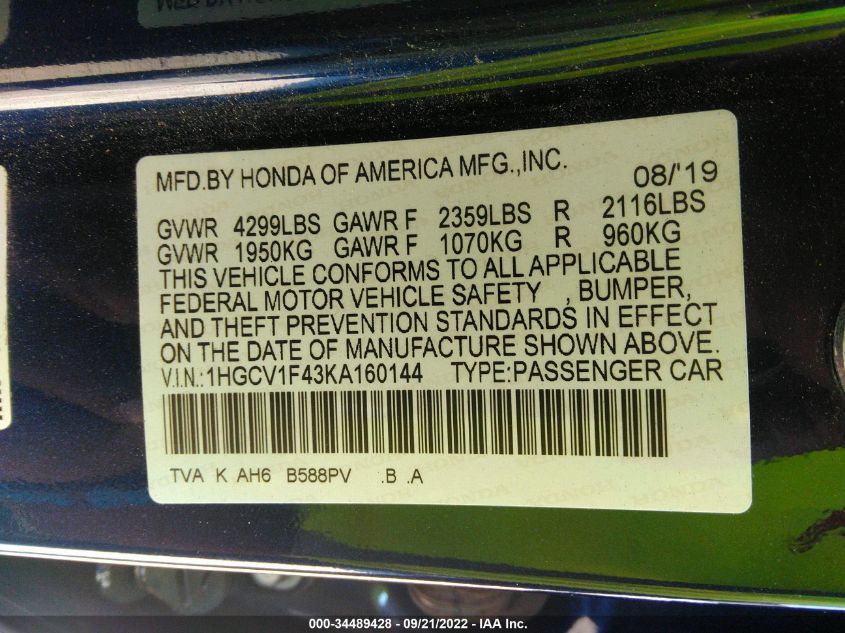 MFD.BY HONDA OF AMERICA MFG.,INC. 08/'19
GVWR 4299LBS GAWR F 2359LBS R 2116LBS
GVWR 1950KG GAWR F 1070KG R 960KG
THIS VEHICLE CONFORMS TO ALL APPLICABLE
FEDERAL MOTOR VEHICLE SAFETY , BUMPER,
AND THEFT PREVENTION STANDARDS IN EFFECT
ON THE DATE OF MANUFACTURE SHOWN ABOVE.
V.I.N.:1HGCV1F43KA160144 TYPE:PASSENGER CAR
TVA K AH6 B588PV .B .A
000-34489428 - 09/21/2022 - IAA Inc.